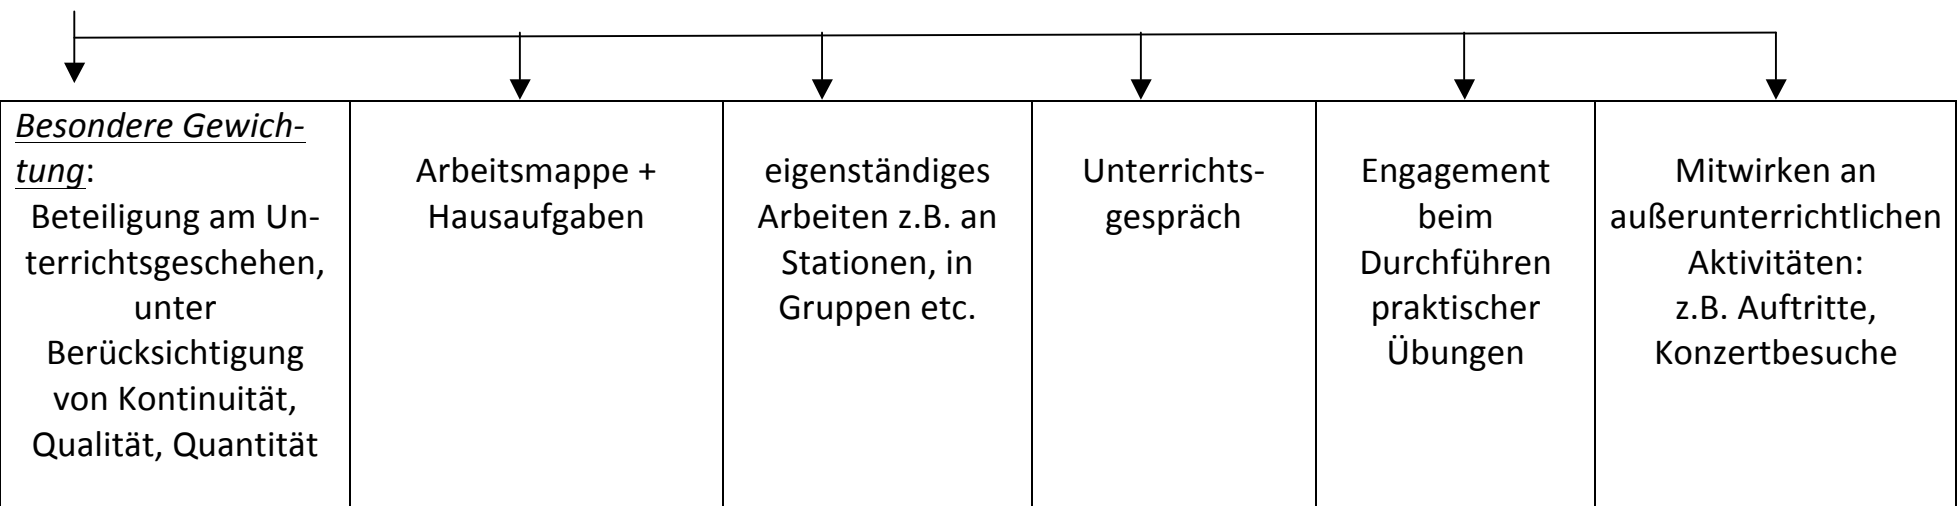 Besondere Gewich-
tung:
Beteiligung am Un-
terrichtsgeschehen,
unter
Berücksichtigung
von Kontinuität,
Qualität, Quantität
Arbeitsmappe +
Hausaufgaben
eigenständiges
Arbeiten z.B. an
Stationen, in
Gruppen etc.
Unterrichts-
gespräch
Engagement
beim
Durchführen
praktischer
Übungen
Mitwirken an
außerunterrichtlichen
Aktivitäten:
z.B. Auftritte,
Konzertbesuche